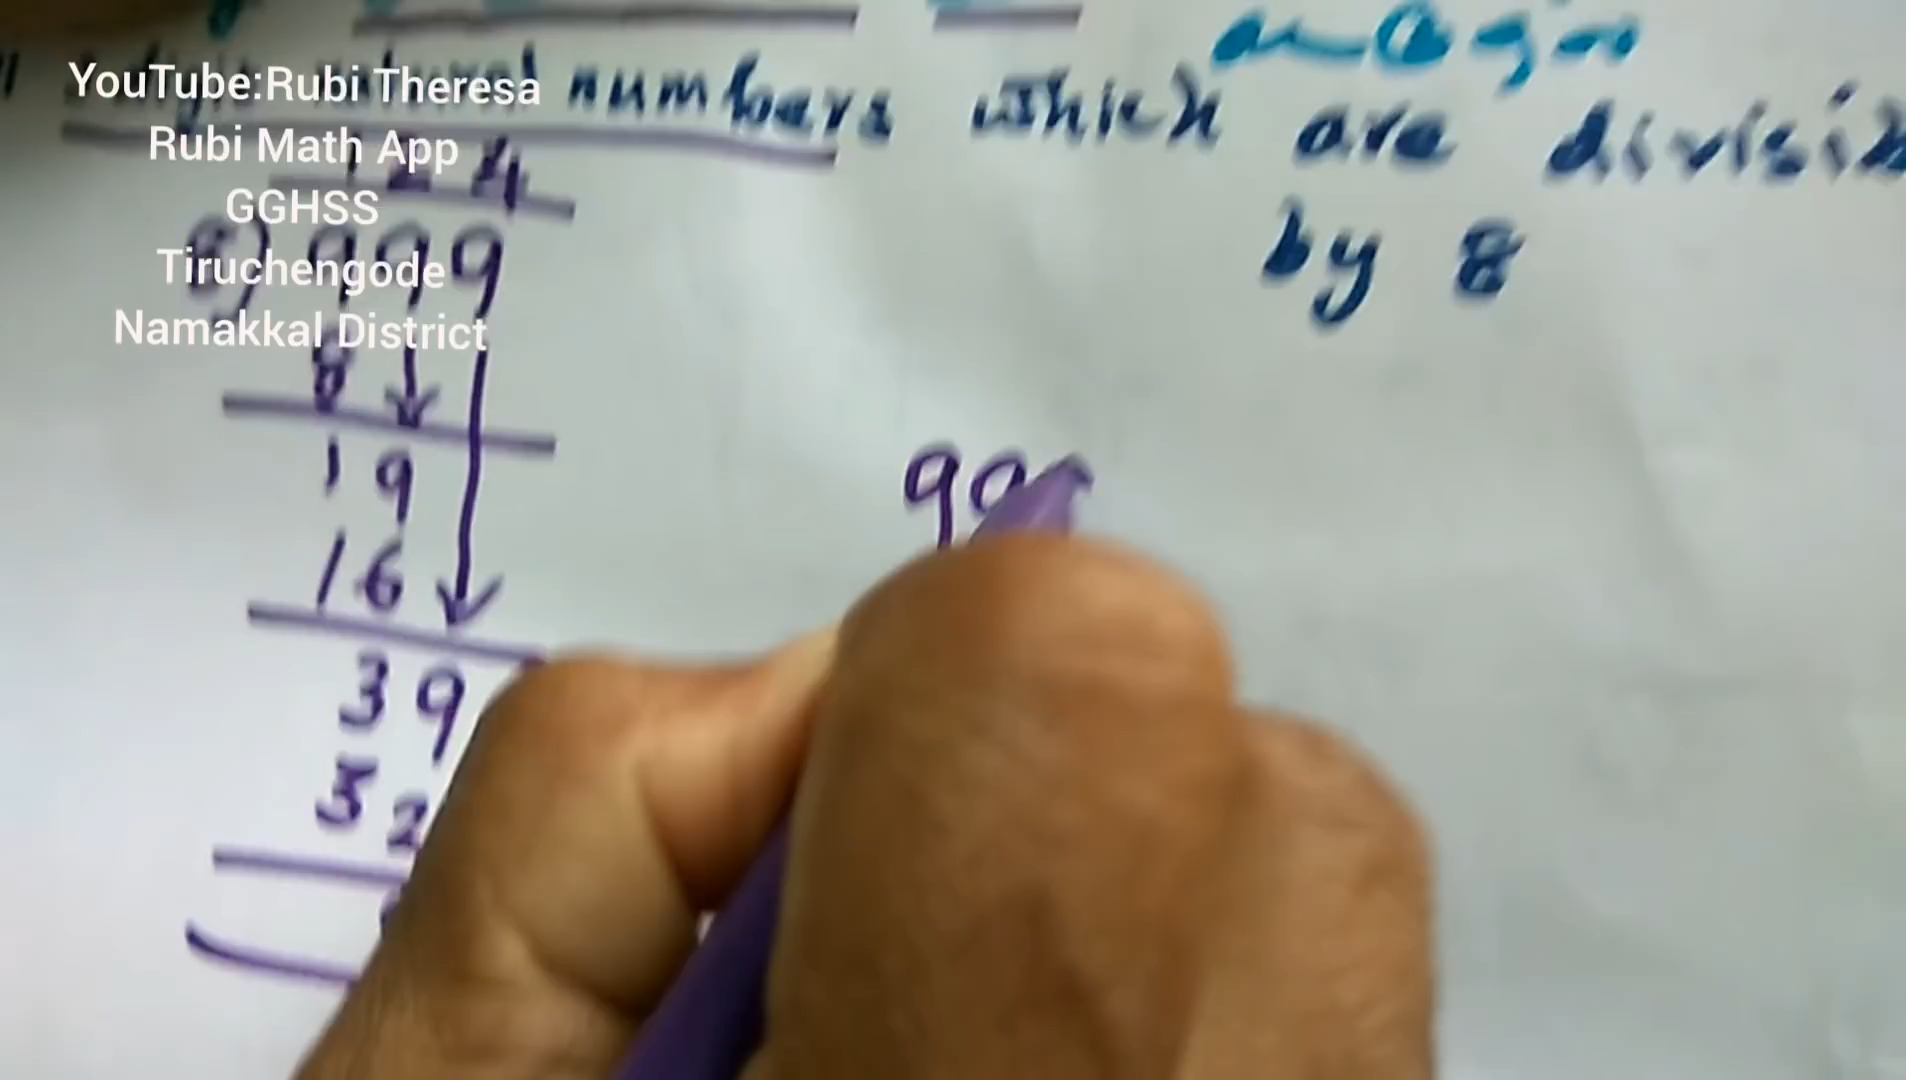 YouTube:Rubi Theresa
Rubi Math App
GGHSS
Tiruchengode
Namakkal District
numbers which are divisib
by 8
124
8) 999
8
19
16
39
32
99